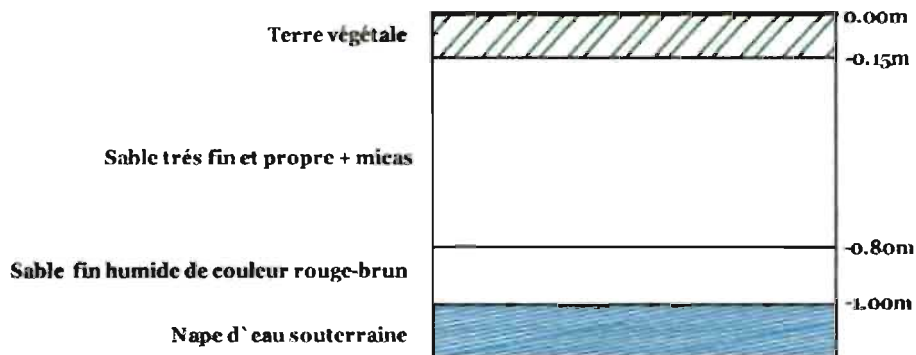 0.00m
Terre végétale
-0.15m
Sable trés fin et propre + micas
-0.80m
Sable fin humide de couleur rouge-brun
-1.00m
Nape d`eau souterraine